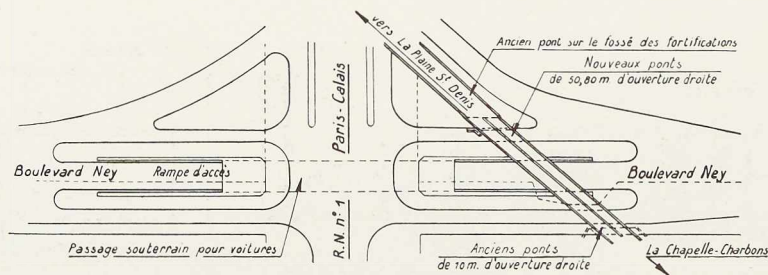 vers La Plaine St Denis
Ancien pont sur le fossé des fortifications
Nouveaux ponts
de 50,80 m. d'ouverture droite
Paris-Calais
R.N. n° 1
Boulevard Ney
Rampe d'accès
Boulevard Ney
Passage souterrain pour voitures
Anciens ponts
de 10 m. d'ouverture droite
La Chapelle-Charbons